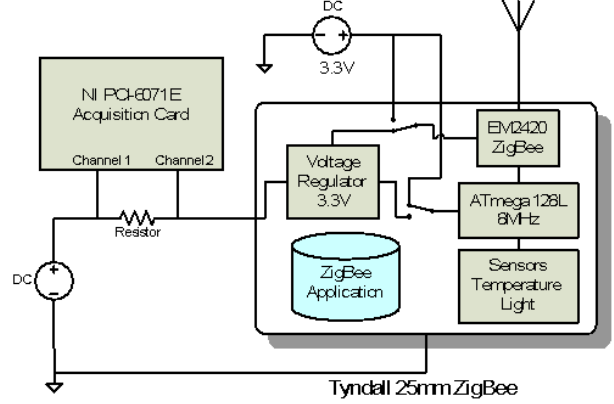 DC
3.3V
NI PCI-6071E
Acquisition Card
Channel 1 Channel 2
Resistor
DC
Voltage
Regulator
3.3V
EM2420
ZigBee
ATmega 128L
8MHz
ZigBee
Application
Sensors
Temperature
Light
Tyndall 25mm ZigBee